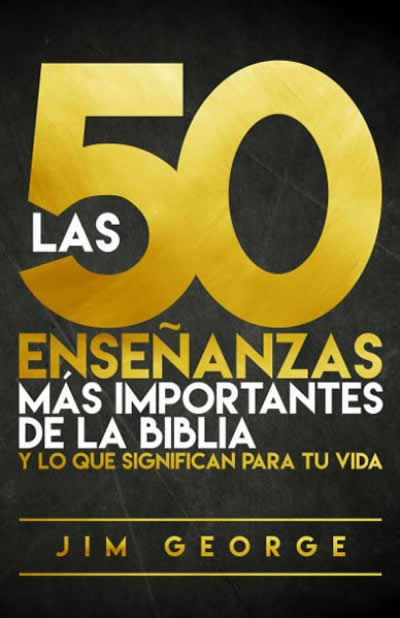 LAS 50
ENSEÑANZAS
MÁS IMPORTANTES
DE LA BIBLIA
Y LO QUE SIGNIFICAN PARA TU VIDA
JIM GEORGE